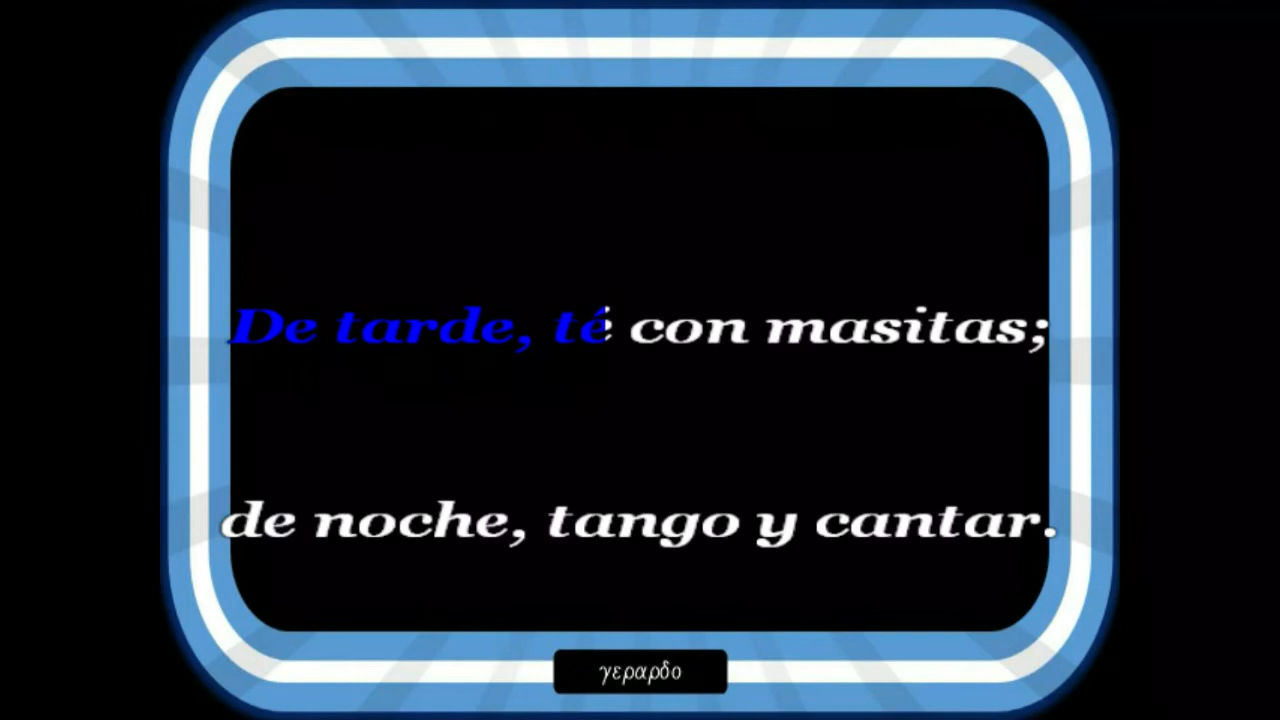 De tarde, té con masitas;
de noche, tango y cantar.
γεραρδο